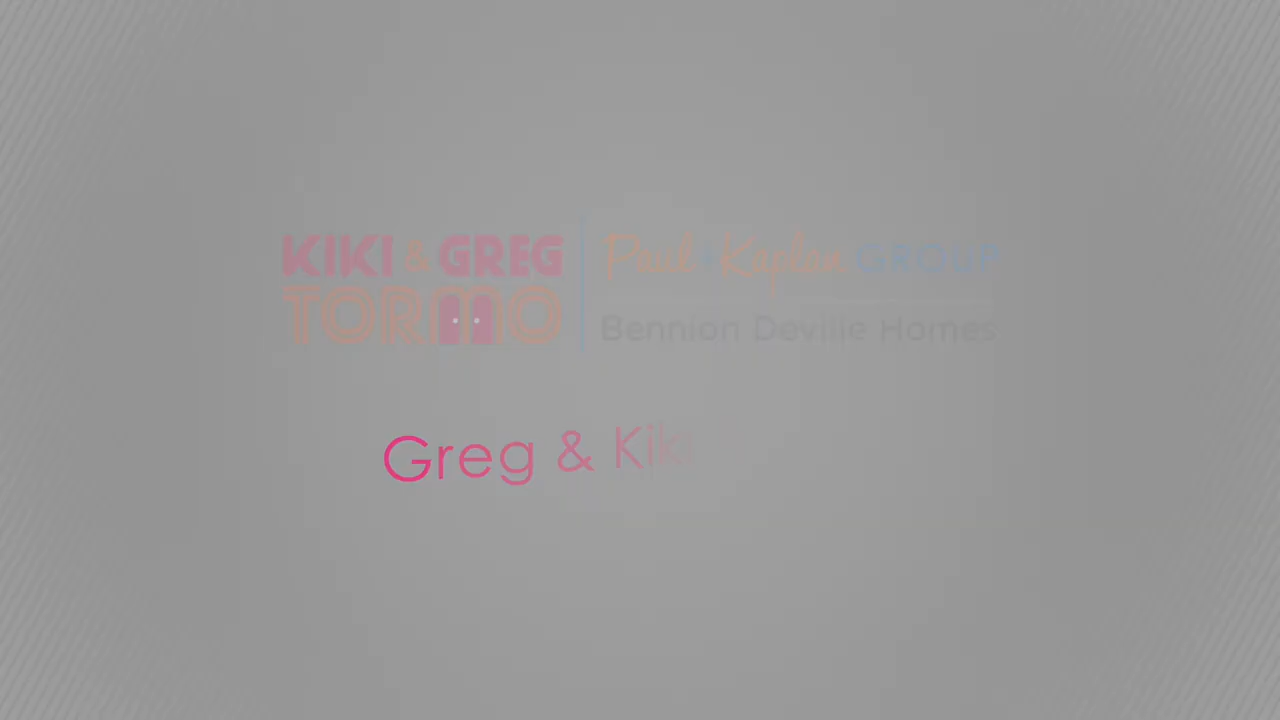 KIKI & GREG
TORMO
Paul + Kaplan GROUP
Bennion Deville Homes
Greg & Kiki